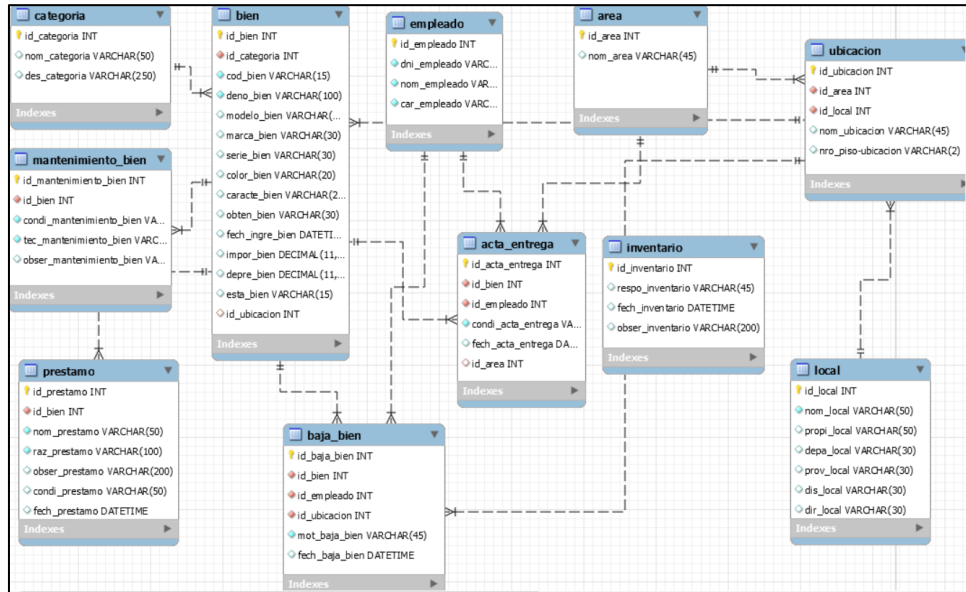 categoria
id_categoria INT
nom_categoria VARCHAR(50)
des_categoria VARCHAR(250)
Indexes
bien
id_bien INT
id_categoria INT
cod_bien VARCHAR(15)
deno_bien VARCHAR(100)
modelo_bien VARCHAR(...
marca_bien VARCHAR(30)
serie_bien VARCHAR(30)
color_bien VARCHAR(20)
caracte_bien VARCHAR(2...
obten_bien VARCHAR(30)
fech_ingre_bien DATETI...
impor_bien DECIMAL(11,...
depre_bien DECIMAL(11,...
esta_bien VARCHAR(15)
id_ubicacion INT
Indexes
empleado
id_empleado INT
dni_empleado VARC...
nom_empleado VAR...
car_empleado VARC...
Indexes
area
id_area INT
nom_area VARCHAR(45)
Indexes
ubicacion
id_ubicacion INT
id_area INT
id_local INT
nom_ubicacion VARCHAR(45)
nro_piso-ubicacion VARCHAR(2)
Indexes
mantenimiento_bien
id_mantenimiento_bien INT
id_bien INT
condi_mantenimiento_bien VA...
tec_mantenimiento_bien VARC...
obser_mantenimiento_bien VA...
Indexes
acta_entrega
id_acta_entrega INT
id_bien INT
id_empleado INT
condi_acta_entrega VA...
fech_acta_entrega DA...
id_area INT
Indexes
inventario
id_inventario INT
respo_inventario VARCHAR(45)
fech_inventario DATETIME
obser_inventario VARCHAR(200)
Indexes
prestamo
id_prestamo INT
id_bien INT
nom_prestamo VARCHAR(50)
raz_prestamo VARCHAR(100)
obser_prestamo VARCHAR(200)
condi_prestamo VARCHAR(50)
fech_prestamo DATETIME
Indexes
local
id_local INT
nom_local VARCHAR(50)
propi_local VARCHAR(50)
depa_local VARCHAR(30)
prov_local VARCHAR(30)
dis_local VARCHAR(30)
dir_local VARCHAR(30)
Indexes
baja_bien
id_baja_bien INT
id_bien INT
id_empleado INT
id_ubicacion INT
mot_baja_bien VARCHAR(45)
fech_baja_bien DATETIME
Indexes